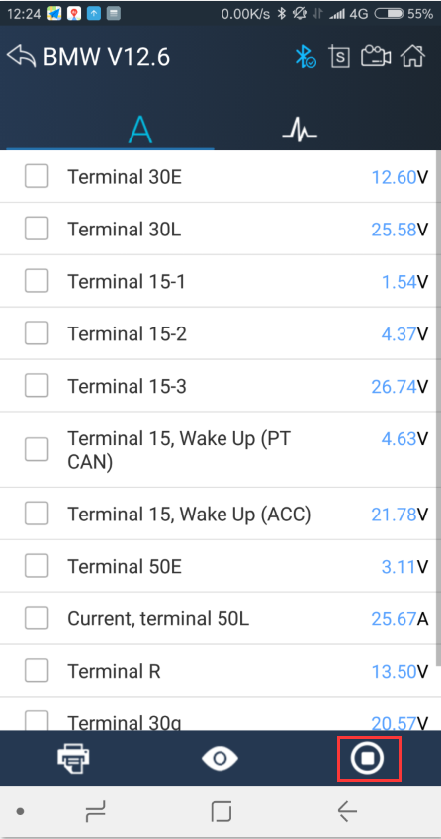 12:24 0.00K/s 4G 55%
BMW V12.6
S
A
Terminal 30E 12.60V
Terminal 30L 25.58V
Terminal 15-1 1.54V
Terminal 15-2 4.37V
Terminal 15-3 26.74V
Terminal 15, Wake Up (PT 4.63V
CAN)
Terminal 15, Wake Up (ACC) 21.78V
Terminal 50E 3.11V
Current, terminal 50L 25.67A
Terminal R 13.50V
Terminal 30g 20.57V